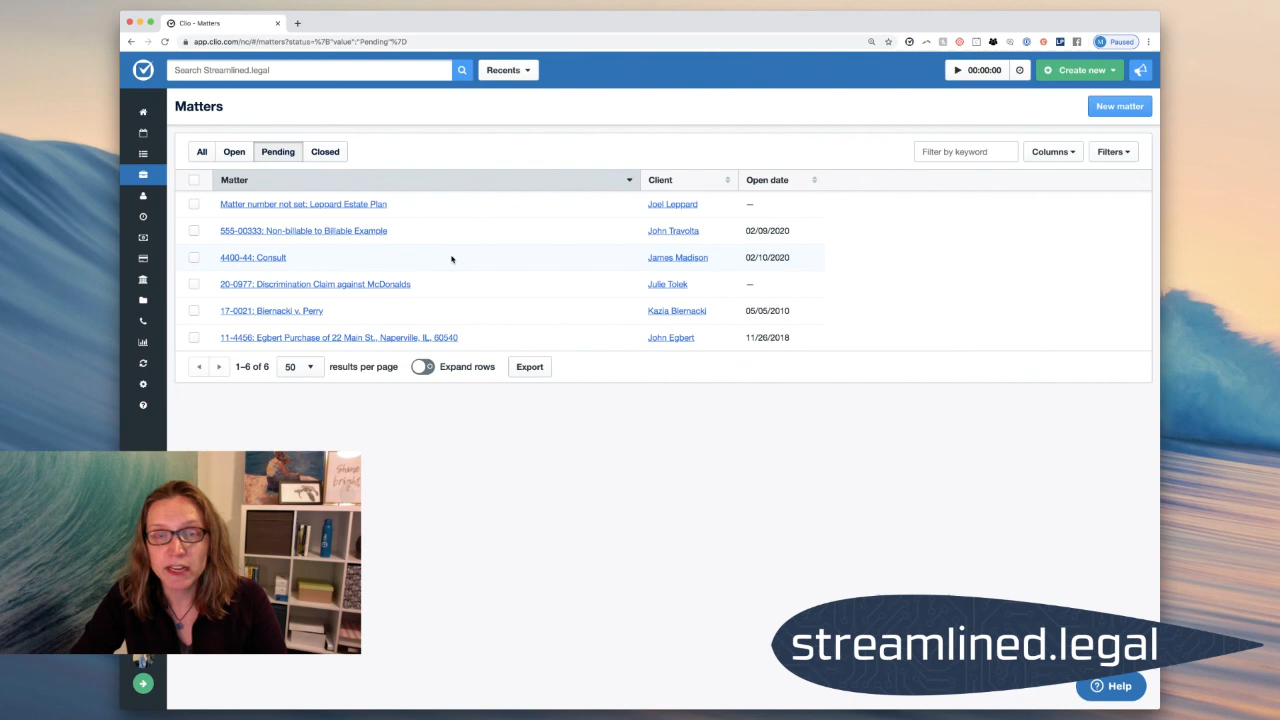 Clio - Matters
app.clio.com/nc/#/matters?status=%7B"value":"Pending"%7D
M Paused
Search Streamlined.legal
Recents
00:00:00
Create new
Matters
New matter
All
Open
Pending
Closed
Filter by keyword
Columns
Filters
Matter
Client
Open date
Matter number not set: Leppard Estate Plan
Joel Leppard
—
555-00333: Non-billable to Billable Example
John Travolta
02/09/2020
4400-44: Consult
James Madison
02/10/2020
20-0977: Discrimination Claim against McDonalds
Julie Tolek
—
17-0021: Biernacki v. Perry
Kazia Biernacki
05/05/2010
11-4456: Egbert Purchase of 22 Main St., Naperville, IL, 60540
John Egbert
11/26/2018
1–6 of 6
50
results per page
Expand rows
Export
Shine
bright
streamlined.legal
Help